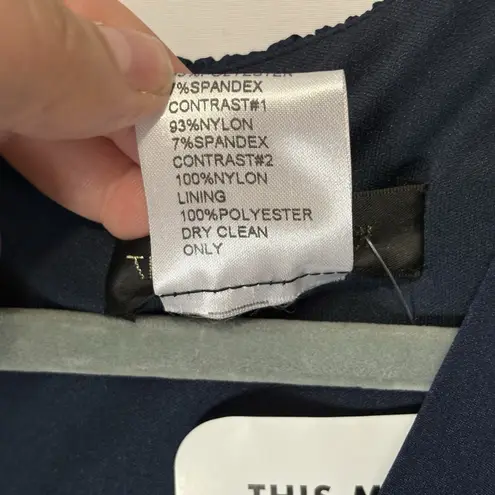 7%SPANDEX
CONTRAST#1
93%NYLON
7%SPANDEX
CONTRAST#2
100%NYLON
LINING
100%POLYESTER
DRY CLEAN
ONLY
THIS